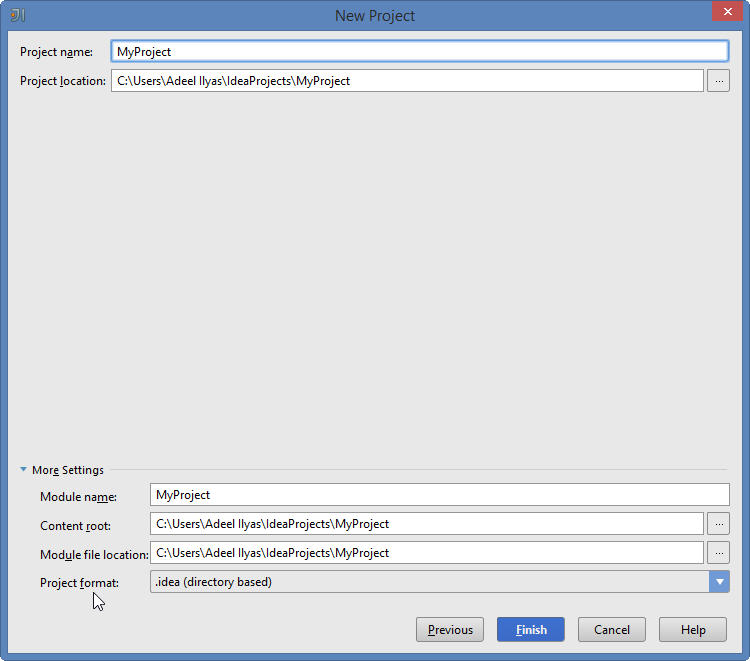 New Project
Project name: MyProject
Project location: C:\Users\Adeel Ilyas\IdeaProjects\MyProject ...
More Settings
Module name: MyProject
Content root: C:\Users\Adeel Ilyas\IdeaProjects\MyProject ...
Module file location: C:\Users\Adeel Ilyas\IdeaProjects\MyProject ...
Project format: .idea (directory based)
Previous Finish Cancel Help